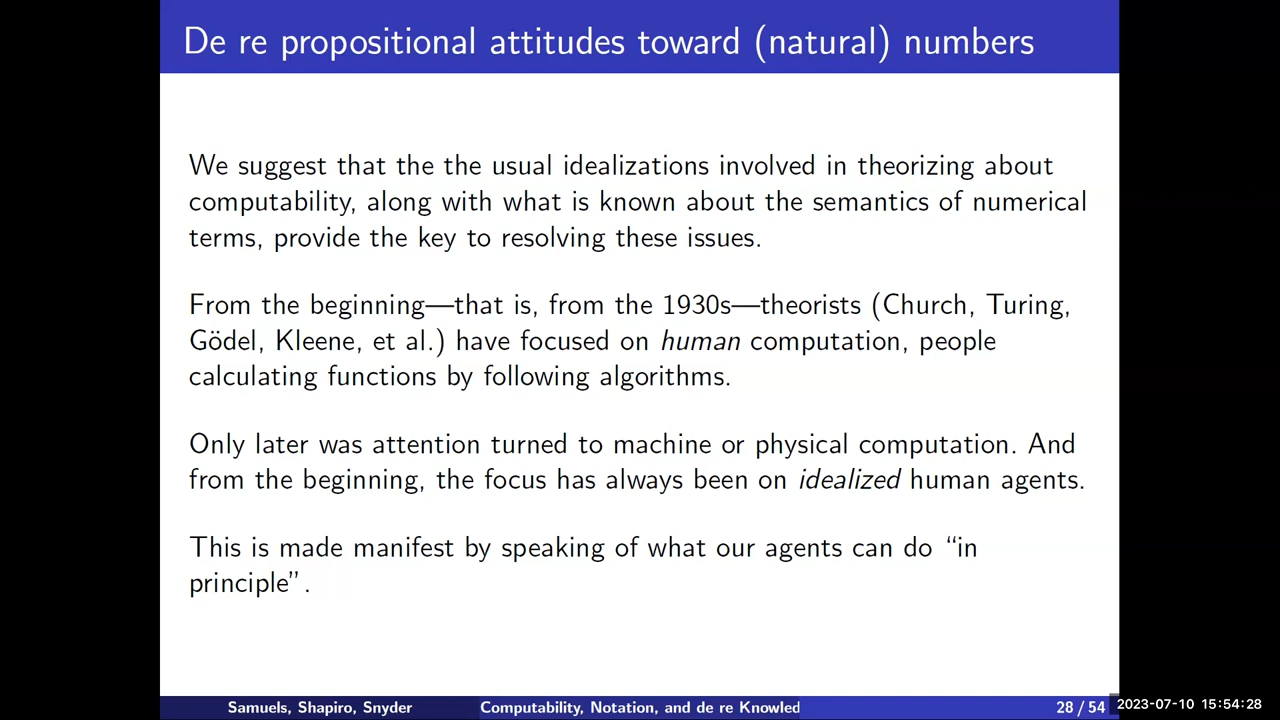 De re propositional attitudes toward (natural) numbers
We suggest that the the usual idealizations involved in theorizing about
computability, along with what is known about the semantics of numerical
terms, provide the key to resolving these issues.
From the beginning—that is, from the 1930s—theorists (Church, Turing,
Gödel, Kleene, et al.) have focused on human computation, people
calculating functions by following algorithms.
Only later was attention turned to machine or physical computation. And
from the beginning, the focus has always been on idealized human agents.
This is made manifest by speaking of what our agents can do “in
principle”.
Samuels, Shapiro, Snyder Computability, Notation, and de re Knowled 28 / 54 2023-07-10 15:54:28